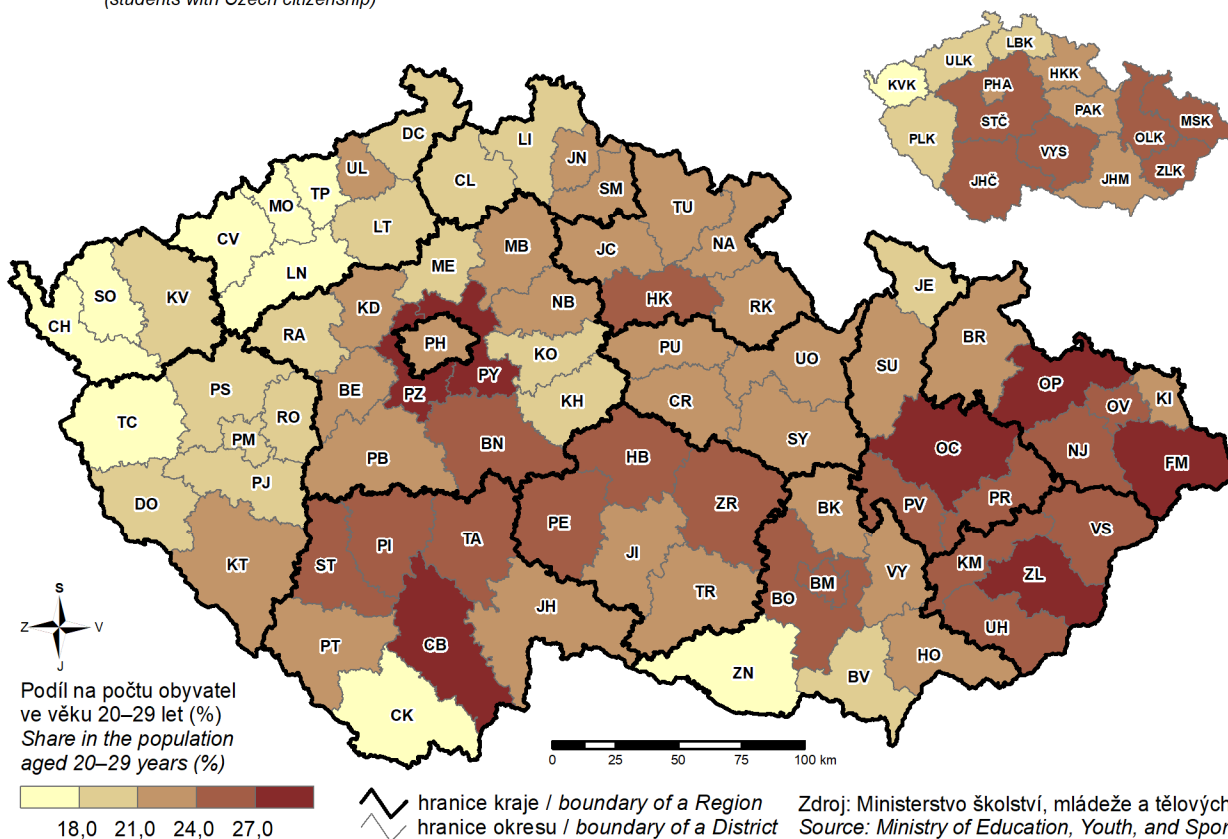 (students with Czech citizenship)
LBK
ULK
HKK
KVK
PHA
PAK
STČ
MSK
PLK
OLK
VYS
ZLK
JHČ
JHM
DC
LI
UL
JN
TP
CL
SM
MO
TU
LT
CV
MB
JC
NA
ME
LN
SO
KV
JE
HK
NB
RK
KD
CH
RA
BR
PH
KO
PU
UO
SU
PY
OP
PS
BE
PZ
KH
CR
OV
KI
RO
TC
PM
BN
SY
OC
NJ
PB
HB
FM
PJ
PR
DO
ZR
PV
BK
PE
VS
PI
TA
JI
KM
ST
KT
VY
ZL
BM
TR
BO
JH
UH
PT
CB
HO
ZN
BV
CK
S
Z V
J
Podíl na počtu obyvatel
ve věku 20–29 let (%)
Share in the population
aged 20–29 years (%)
18,0 21,0 24,0 27,0
0 25 50 75 100 km
hranice kraje / boundary of a Region
hranice okresu / boundary of a District
Zdroj: Ministerstvo školství, mládeže a tělových
Source: Ministry of Education, Youth, and Spo